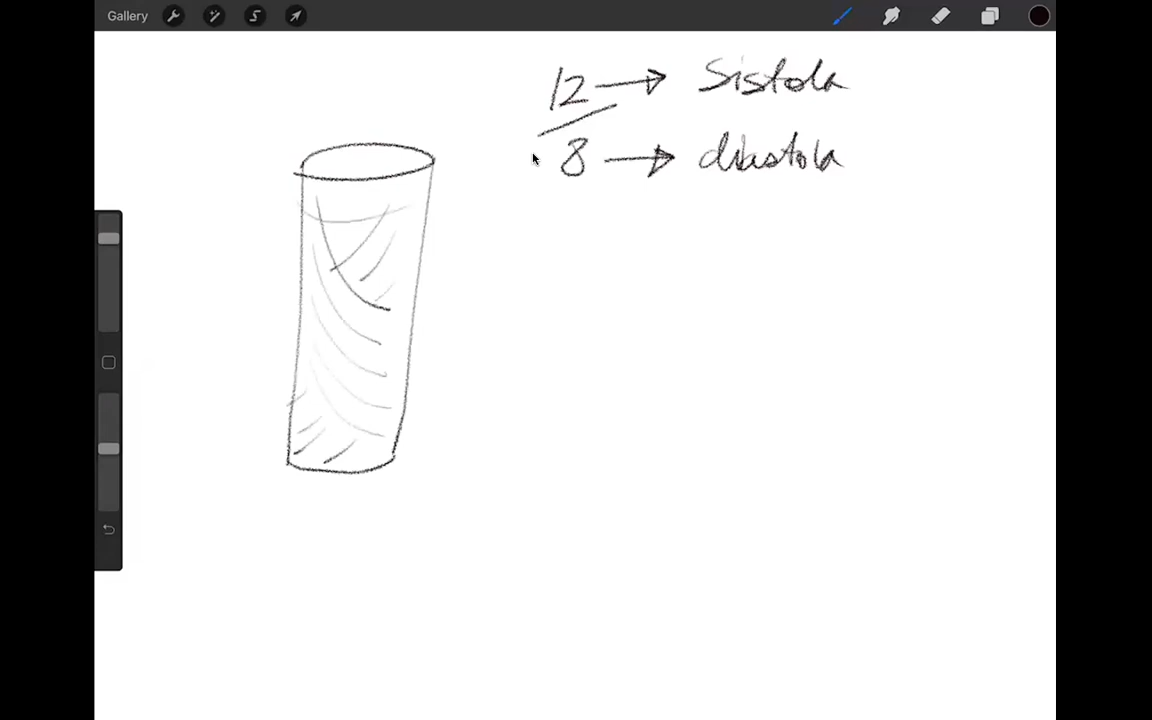 Gallery
12 → Sistola
8 → diastola